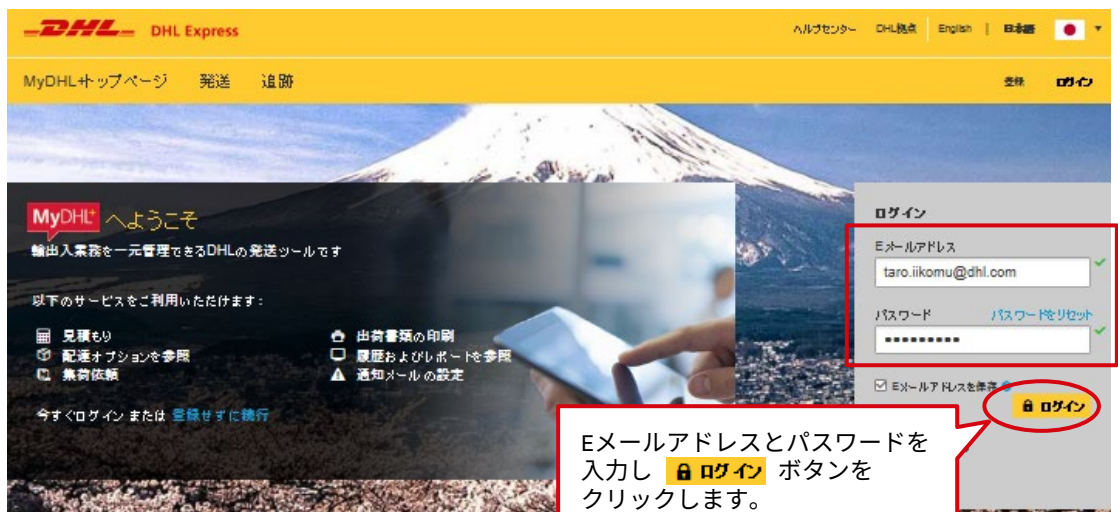 DHL DHL Express
ヘルプセンター DHL拠点 English | 日本語
MyDHL+トップページ 発送 追跡
登録 ログイン
MyDHL+ へようこそ
輸出入業務を一元管理できるDHLの発送ツールです
以下のサービスをご利用いただけます:
見積もり
配達オプションを参照
集荷依頼
出荷書類の印刷
履歴およびレポートを参照
通知メールの設定
今すぐログイン または 登録せずに続行
ログイン
Eメールアドレス
taro.iikomu@dhl.com
パスワード パスワードをリセット
•••••••••
Eメールアドレスを保存
ログイン
Eメールアドレスとパスワードを
入力し ログイン ボタンを
クリックします。